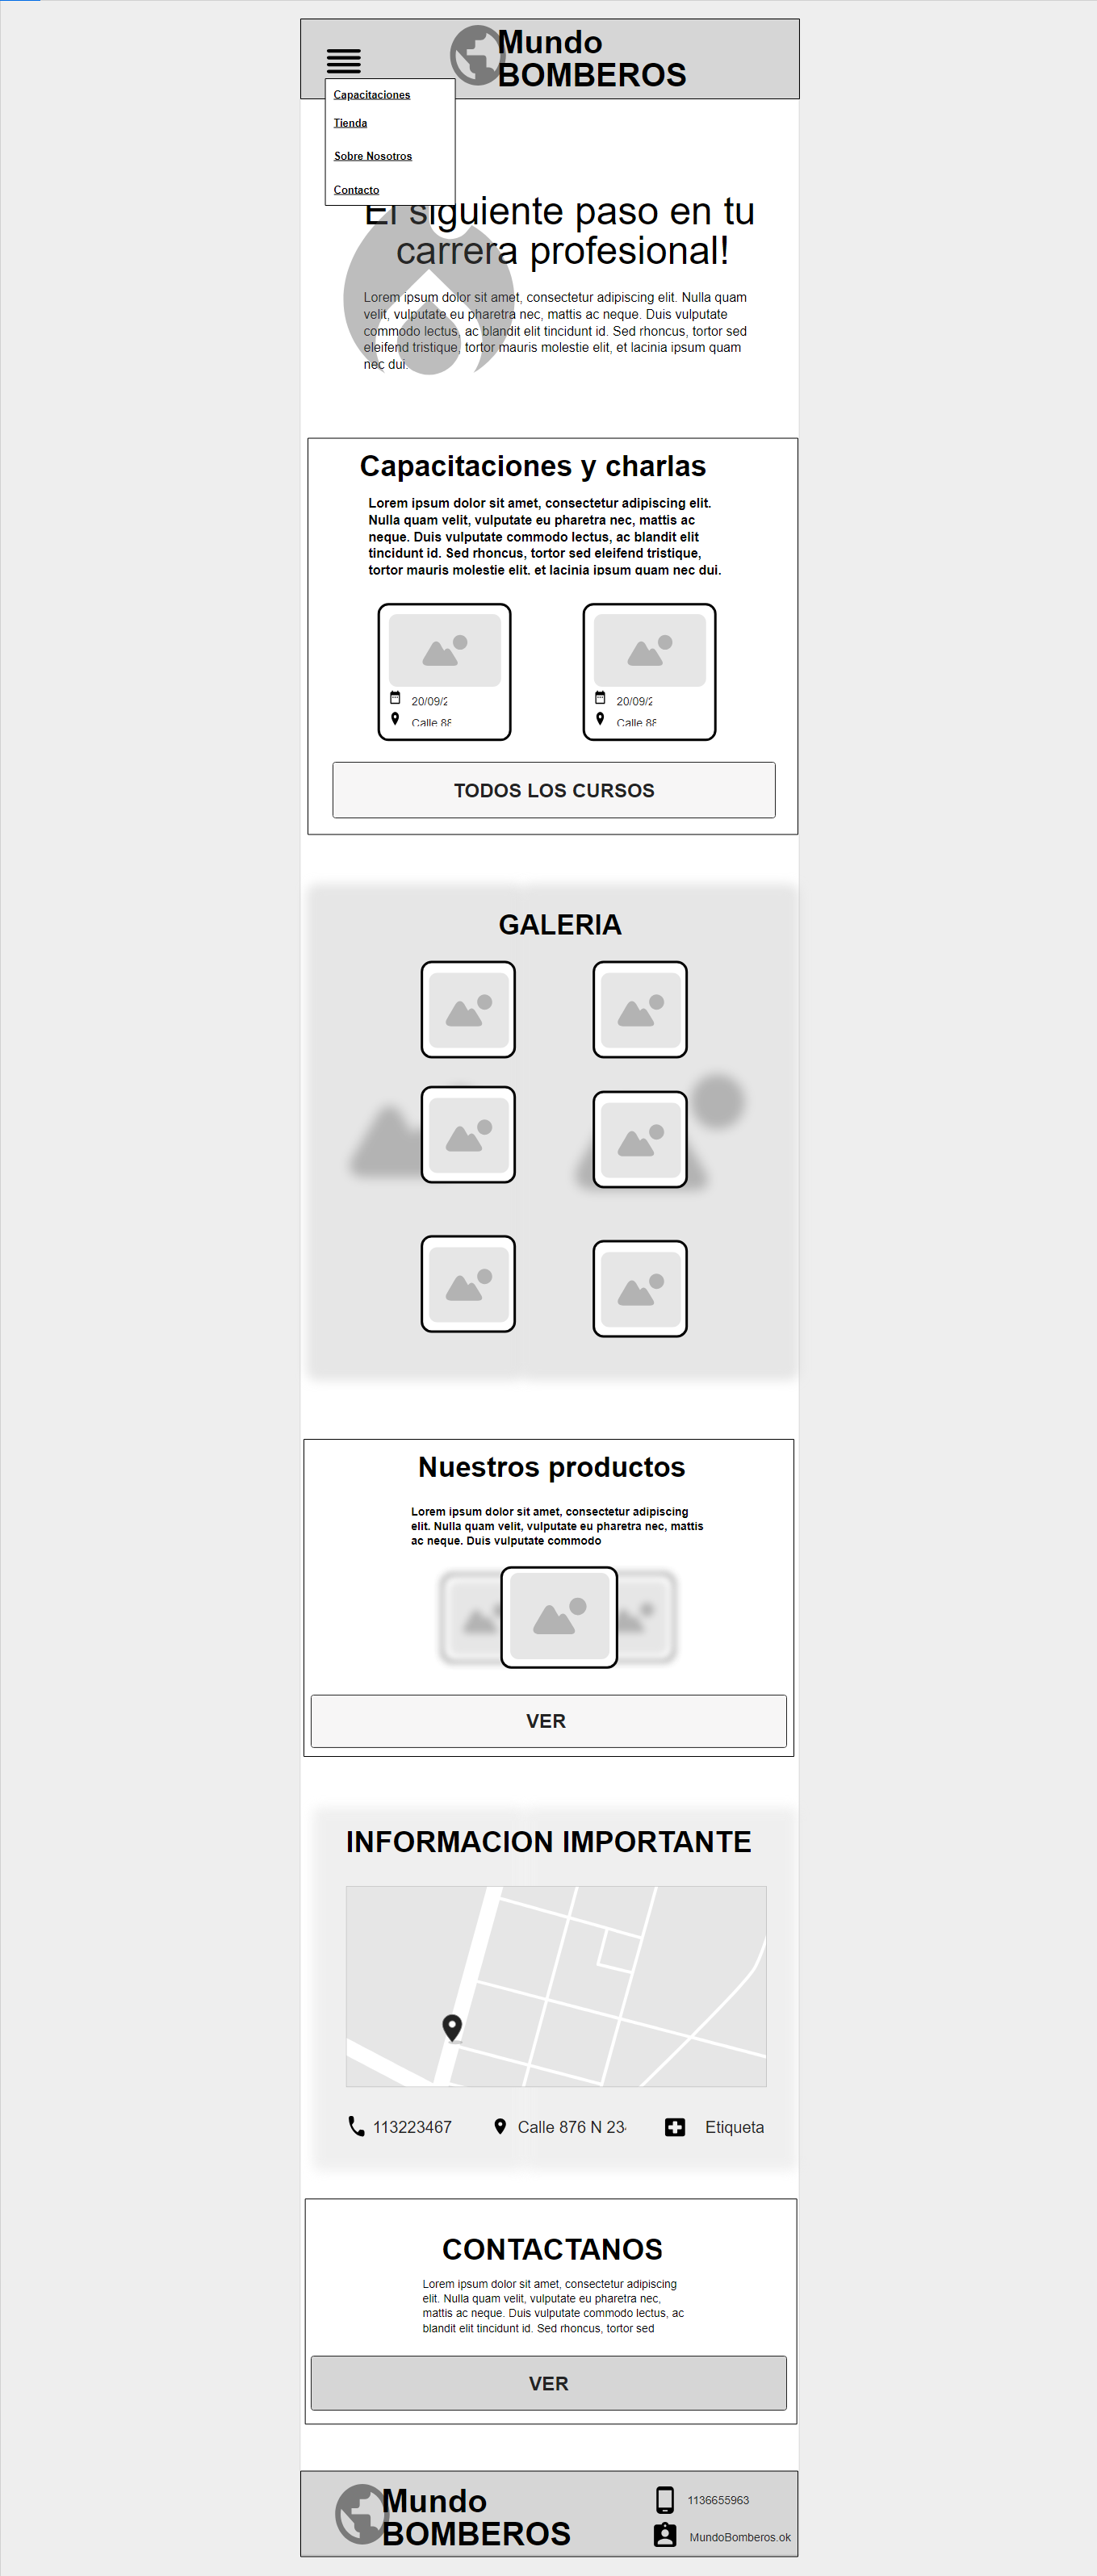 Mundo
BOMBEROS
Capacitaciones
Tienda
Sobre Nosotros
Contacto
El siguiente paso en tu
carrera profesional!
Lorem ipsum dolor sit amet, consectetur adipiscing elit. Nulla quam
velit, vulputate eu pharetra nec, mattis ac neque. Duis vulputate
commodo lectus, ac blandit elit tincidunt id. Sed rhoncus, tortor sed
eleifend tristique, tortor mauris molestie elit, et lacinia ipsum quam
nec dui.
Capacitaciones y charlas
Lorem ipsum dolor sit amet, consectetur adipiscing elit.
Nulla quam velit, vulputate eu pharetra nec, mattis ac
neque. Duis vulputate commodo lectus, ac blandit elit
tincidunt id. Sed rhoncus, tortor sed eleifend tristique,
tortor mauris molestie elit, et lacinia ipsum quam nec dui.
20/09/2
Calle 88
20/09/2
Calle 88
TODOS LOS CURSOS
GALERIA
Nuestros productos
Lorem ipsum dolor sit amet, consectetur adipiscing
elit. Nulla quam velit, vulputate eu pharetra nec, mattis
ac neque. Duis vulputate commodo
VER
INFORMACION IMPORTANTE
113223467
Calle 876 N 23
Etiqueta
CONTACTANOS
Lorem ipsum dolor sit amet, consectetur adipiscing
elit. Nulla quam velit, vulputate eu pharetra nec,
mattis ac neque. Duis vulputate commodo lectus, ac
blandit elit tincidunt id. Sed rhoncus, tortor sed
VER
Mundo
BOMBEROS
1136655963
MundoBomberos.ok